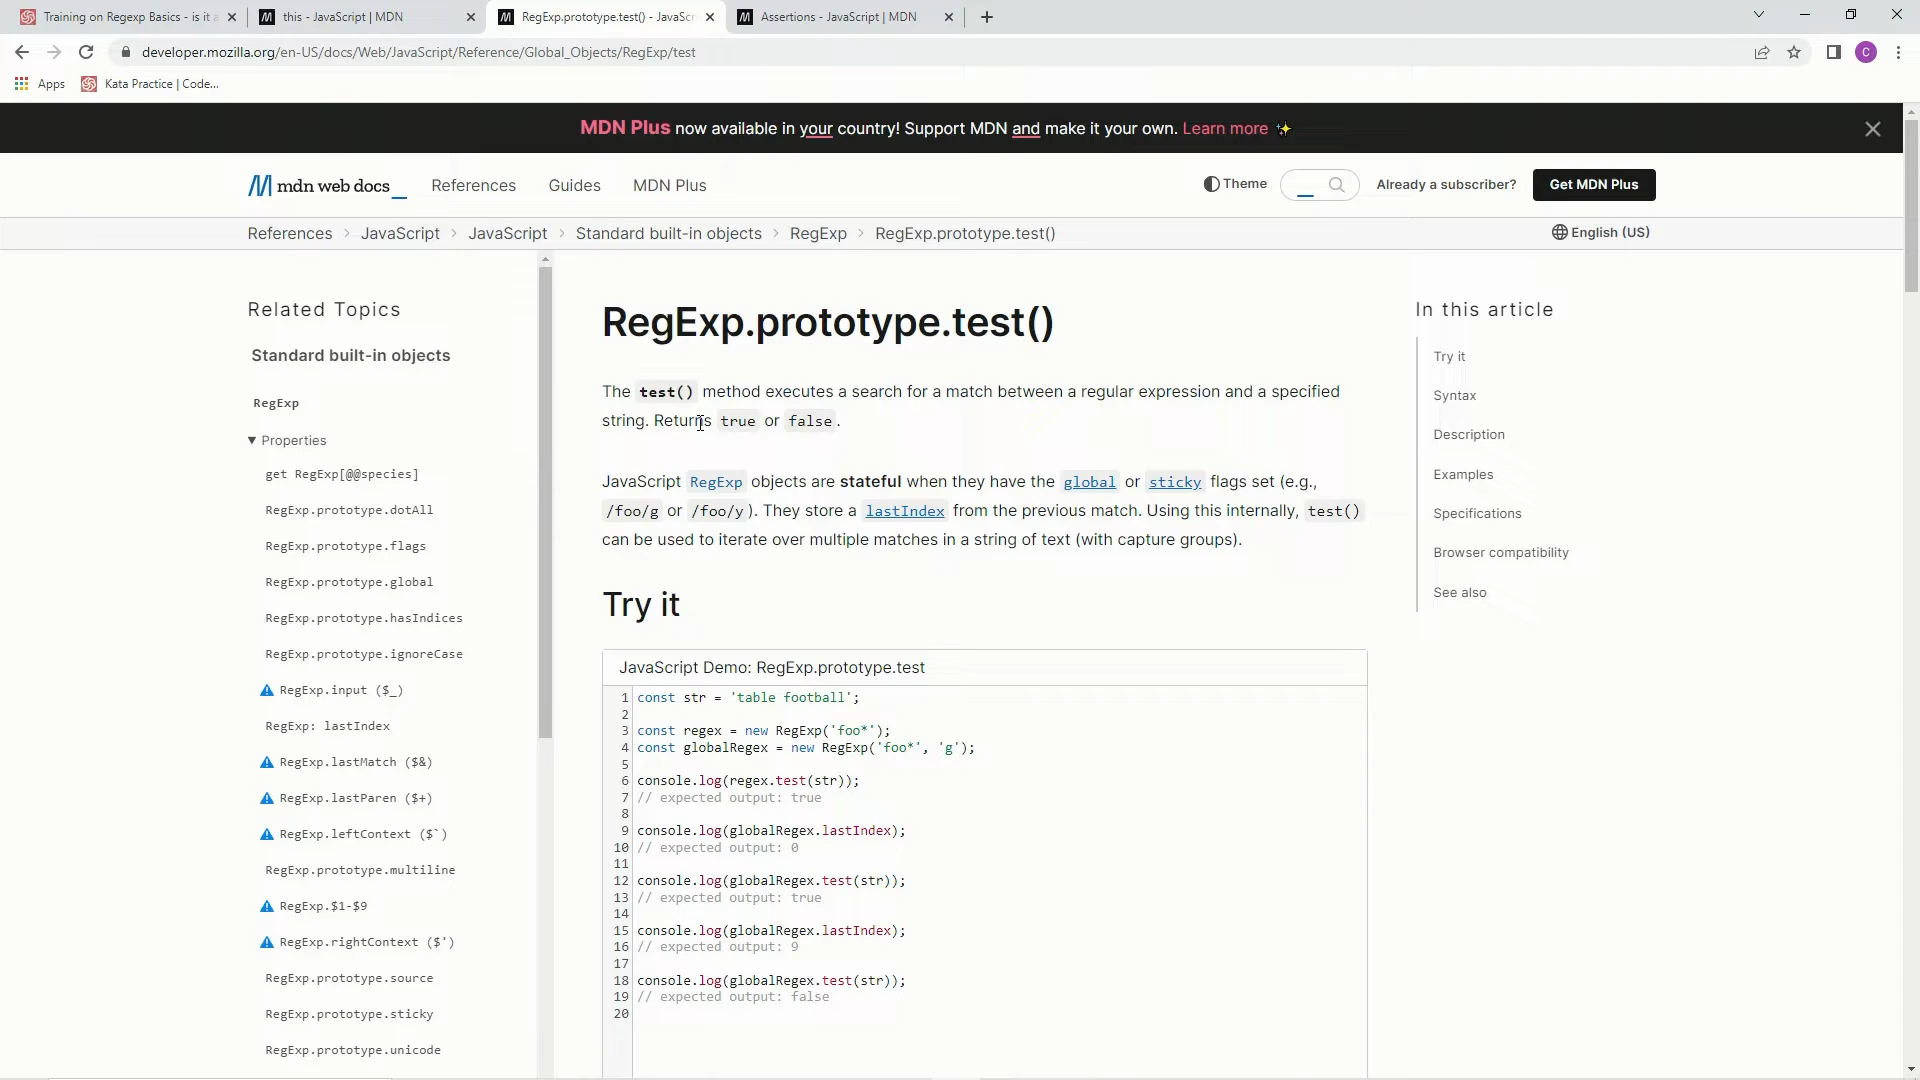 Training on Regexp Basics - is it a
this - JavaScript | MDN
RegExp.prototype.test() - JavaScr
Assertions - JavaScript | MDN
developer.mozilla.org/en-US/docs/Web/JavaScript/Reference/Global_Objects/RegExp/test
C
Apps
Kata Practice | Code...
MDN Plus now available in your country! Support MDN and make it your own. Learn more ✨
mdn web docs_
References
Guides
MDN Plus
Theme
Already a subscriber?
Get MDN Plus
References > JavaScript > JavaScript > Standard built-in objects > RegExp > RegExp.prototype.test()
English (US)
Related Topics
Standard built-in objects
RegExp
▼ Properties
get RegExp[@@species]
RegExp.prototype.dotAll
RegExp.prototype.flags
RegExp.prototype.global
RegExp.prototype.hasIndices
RegExp.prototype.ignoreCase
RegExp.input ($_)
RegExp: lastIndex
RegExp.lastMatch ($&)
RegExp.lastParen ($+)
RegExp.leftContext ($`)
RegExp.prototype.multiline
RegExp.$1-$9
RegExp.rightContext ($')
RegExp.prototype.source
RegExp.prototype.sticky
RegExp.prototype.unicode
RegExp.prototype.test()
The test() method executes a search for a match between a regular expression and a specified
string. Returns true or false.
JavaScript RegExp objects are stateful when they have the global or sticky flags set (e.g.,
/foo/g or /foo/y). They store a lastIndex from the previous match. Using this internally, test()
can be used to iterate over multiple matches in a string of text (with capture groups).
Try it
JavaScript Demo: RegExp.prototype.test
1 const str = 'table football';
2
3 const regex = new RegExp('foo*');
4 const globalRegex = new RegExp('foo*', 'g');
5
6 console.log(regex.test(str));
7 // expected output: true
8
9 console.log(globalRegex.lastIndex);
10 // expected output: 0
11
12 console.log(globalRegex.test(str));
13 // expected output: true
14
15 console.log(globalRegex.lastIndex);
16 // expected output: 9
17
18 console.log(globalRegex.test(str));
19 // expected output: false
20
In this article
Try it
Syntax
Description
Examples
Specifications
Browser compatibility
See also